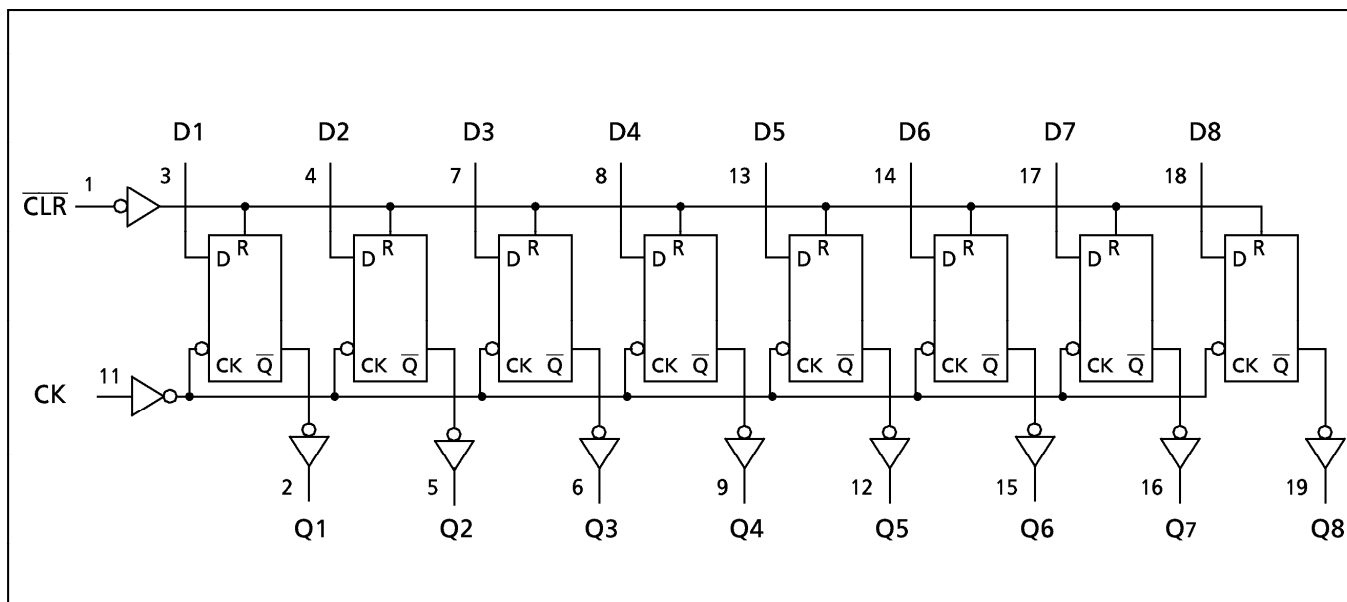 D1 D2 D3 D4 D5 D6 D7 D8
3 4 7 8 13 14 17 18
C̅L̅R̅ 1
R R R R R R R R
D D D D D D D D
CK Q̅ CK Q̅ CK Q̅ CK Q̅ CK Q̅ CK Q̅ CK Q̅ CK Q̅
CK 11
2 5 6 9 12 15 16 19
Q1 Q2 Q3 Q4 Q5 Q6 Q7 Q8